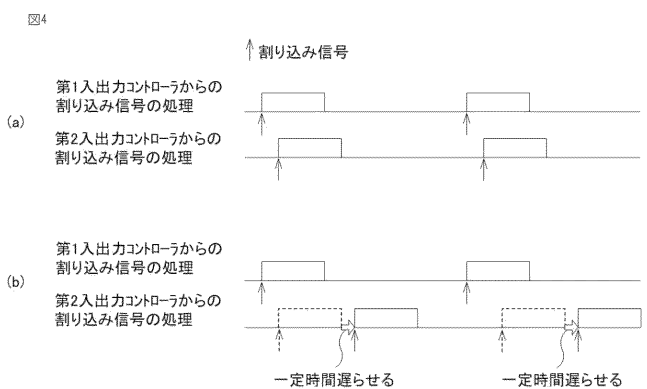 図4
割り込み信号
第1入出力コントローラからの
割り込み信号の処理
(a)
第2入出力コントローラからの
割り込み信号の処理
第1入出力コントローラからの
割り込み信号の処理
(b)
第2入出力コントローラからの
割り込み信号の処理
一定時間遅らせる
一定時間遅らせる